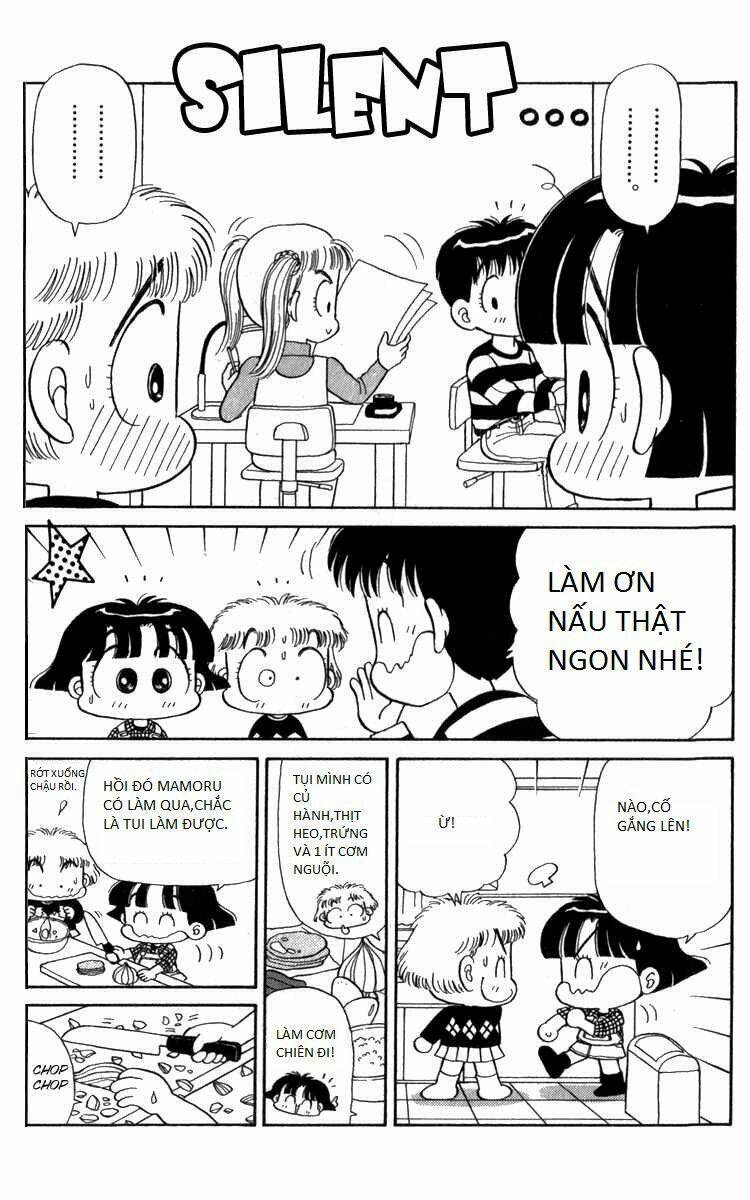 SILENT...
………。
………
LÀM ƠN
NẤU THẬT
NGON NHÉ!
NÀO,CỐ
GẮNG LÊN!
Ừ!
TỤI MÌNH CÓ
CỦ
HÀNH,THỊT
HEO,TRỨNG
VÀ 1 ÍT CƠM
NGUỘI.
LÀM CƠM
CHIÊN ĐI!
HỒI ĐÓ MAMORU
CÓ LÀM QUA,CHẮC
LÀ TUI LÀM ĐƯỢC.
RỚT XUỐNG
CHẬU RỒI.
CHOP
CHOP